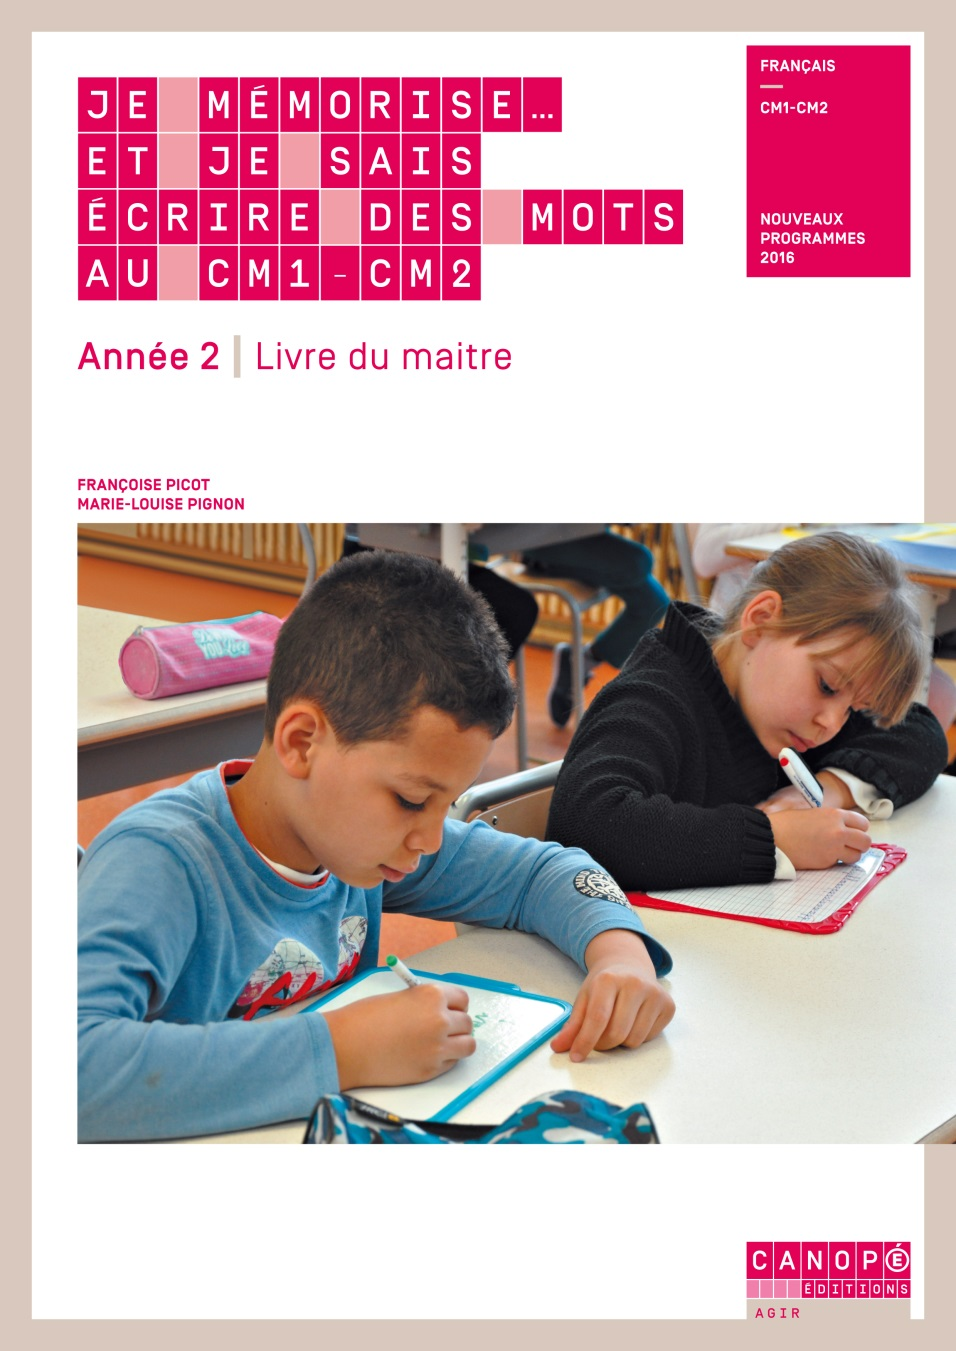 JE MÉMORISE...
ET JE SAIS
ÉCRIRE DES MOTS
AU CM1-CM2
FRANÇAIS
CM1-CM2
NOUVEAUX
PROGRAMMES
2016
Année 2 | Livre du maitre
FRANÇOISE PICOT
MARIE-LOUISE PIGNON
CANOPÉ
ÉDITIONS
AGIR